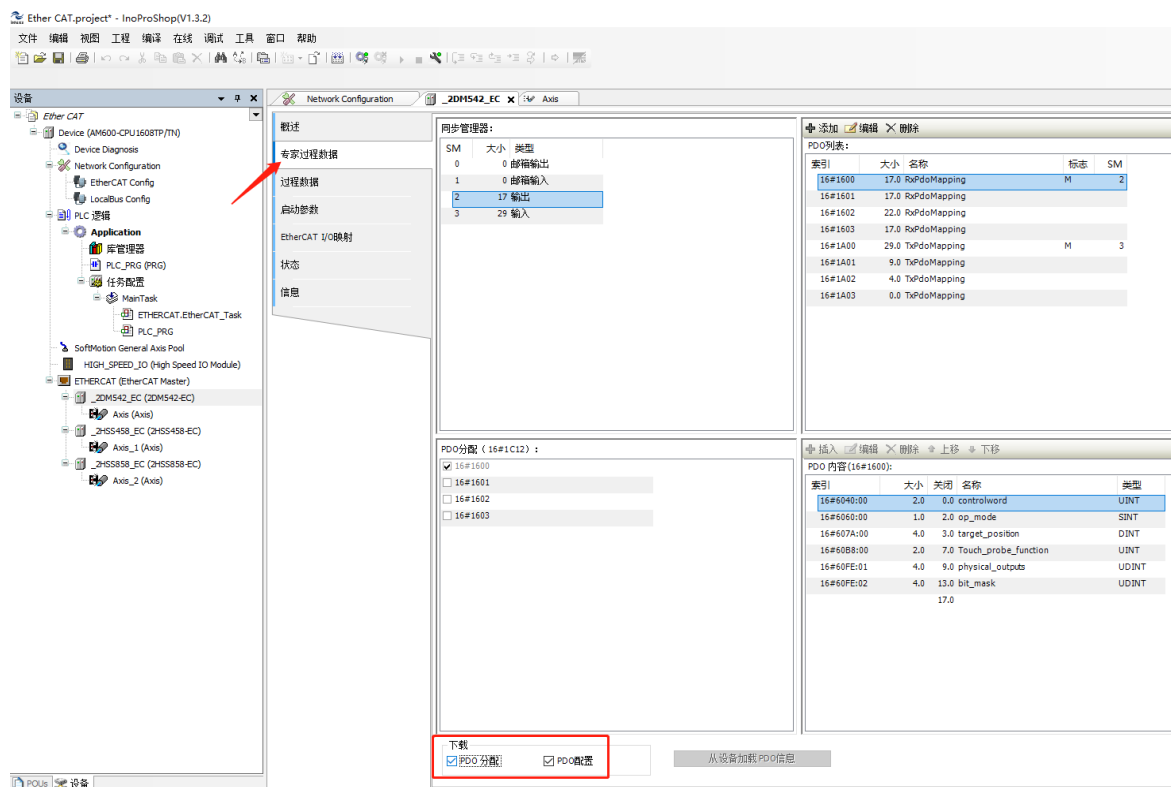 Ether CAT.project* - InoProShop(V1.3.2)
文件 编辑 视图 工程 编译 在线 调试 工具 窗口 帮助
设备
Ether CAT
Device (AM600-CPU1608TP/TN)
Device Diagnosis
Network Configuration
EtherCAT Config
LocalBus Config
PLC 逻辑
Application
库管理器
PLC_PRG (PRG)
任务配置
MainTask
ETHERCAT.EtherCAT_Task
PLC_PRG
SoftMotion General Axis Pool
HIGH_SPEED_IO (High Speed IO Module)
ETHERCAT (EtherCAT Master)
_2DM542_EC (2DM542-EC)
Axis (Axis)
_2HSS458_EC (2HSS458-EC)
Axis_1 (Axis)
_2HSS858_EC (2HSS858-EC)
Axis_2 (Axis)
POUs 设备
Network Configuration _2DM542_EC Axis
概述
专家过程数据
过程数据
启动参数
EtherCAT I/O映射
状态
信息
同步管理器:
SM 大小 类型
0 0 邮箱输出
1 0 邮箱输入
2 17 输出
3 29 输入
添加 编辑 删除
PDO列表:
索引 大小 名称 标志 SM
16#1600 17.0 RxPdoMapping M 2
16#1601 17.0 RxPdoMapping
16#1602 22.0 RxPdoMapping
16#1603 17.0 RxPdoMapping
16#1A00 29.0 TxPdoMapping M 3
16#1A01 9.0 TxPdoMapping
16#1A02 4.0 TxPdoMapping
16#1A03 0.0 TxPdoMapping
PDO分配 (16#1C12) :
16#1600
16#1601
16#1602
16#1603
插入 编辑 删除 上移 下移
PDO 内容(16#1600):
索引 大小 关闭 名称 类型
16#6040:00 2.0 0.0 controlword UINT
16#6060:00 1.0 2.0 op_mode SINT
16#607A:00 4.0 3.0 target_position DINT
16#60B8:00 2.0 7.0 Touch_probe_function UINT
16#60FE:01 4.0 9.0 physical_outputs UDINT
16#60FE:02 4.0 13.0 bit_mask UDINT
17.0
下载
PDO 分配 PDO配置
从设备加载PDO信息